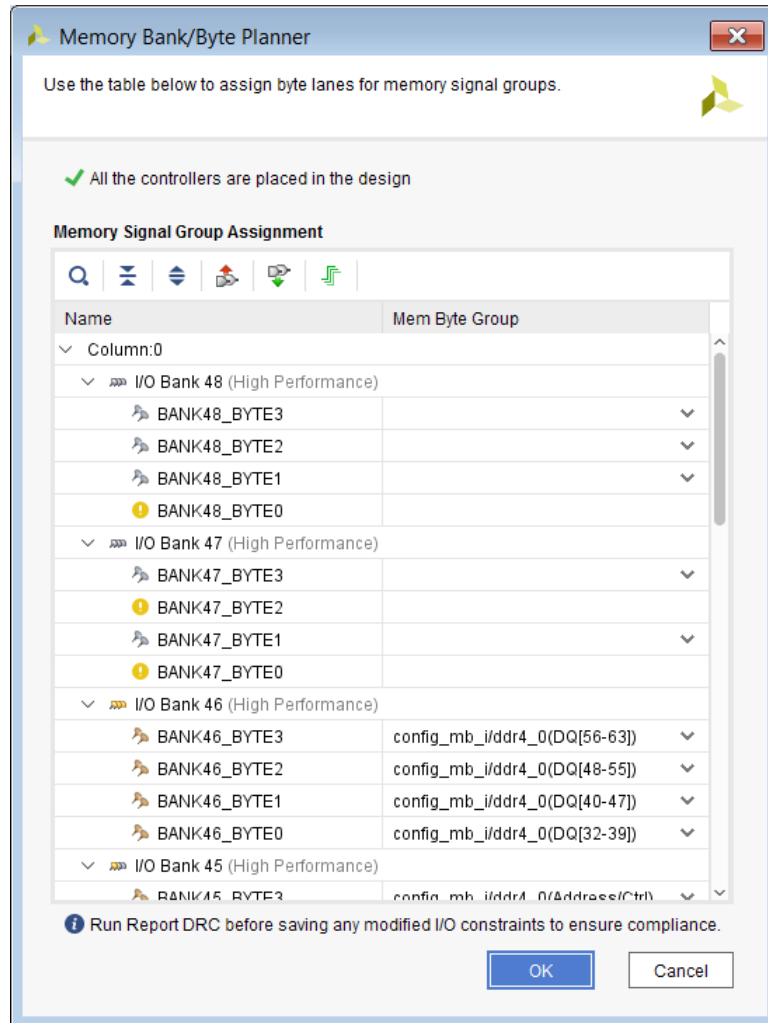 Memory Bank/Byte Planner
Use the table below to assign byte lanes for memory signal groups.
All the controllers are placed in the design
Memory Signal Group Assignment
Name Mem Byte Group
Column:0
I/O Bank 48 (High Performance)
BANK48_BYTE3
BANK48_BYTE2
BANK48_BYTE1
BANK48_BYTE0
I/O Bank 47 (High Performance)
BANK47_BYTE3
BANK47_BYTE2
BANK47_BYTE1
BANK47_BYTE0
I/O Bank 46 (High Performance)
BANK46_BYTE3 config_mb_i/ddr4_0(DQ[56-63])
BANK46_BYTE2 config_mb_i/ddr4_0(DQ[48-55])
BANK46_BYTE1 config_mb_i/ddr4_0(DQ[40-47])
BANK46_BYTE0 config_mb_i/ddr4_0(DQ[32-39])
I/O Bank 45 (High Performance)
BANK45_BYTE3 config_mb_i/ddr4_0(Address/Ctrl)
Run Report DRC before saving any modified I/O constraints to ensure compliance.
OK Cancel